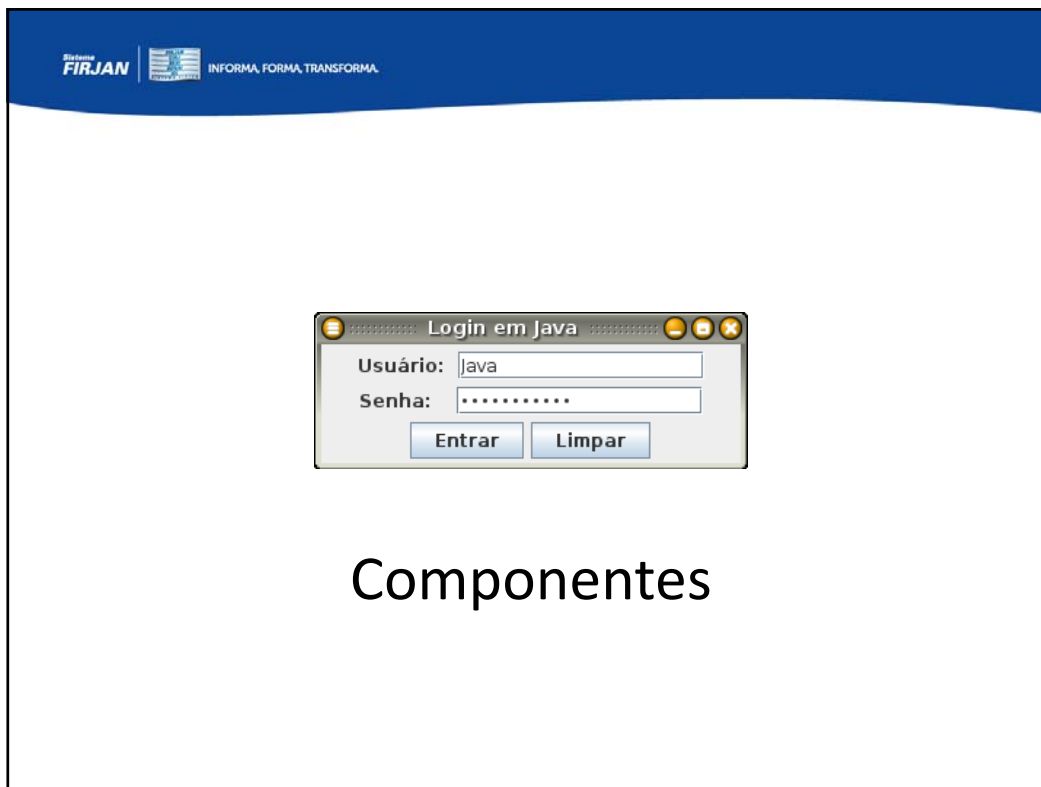 Sistema
FIRJAN
INFORMA, FORMA, TRANSFORMA.
Login em Java
Usuário: Java
Senha: •••••••••••
Entrar Limpar
Componentes